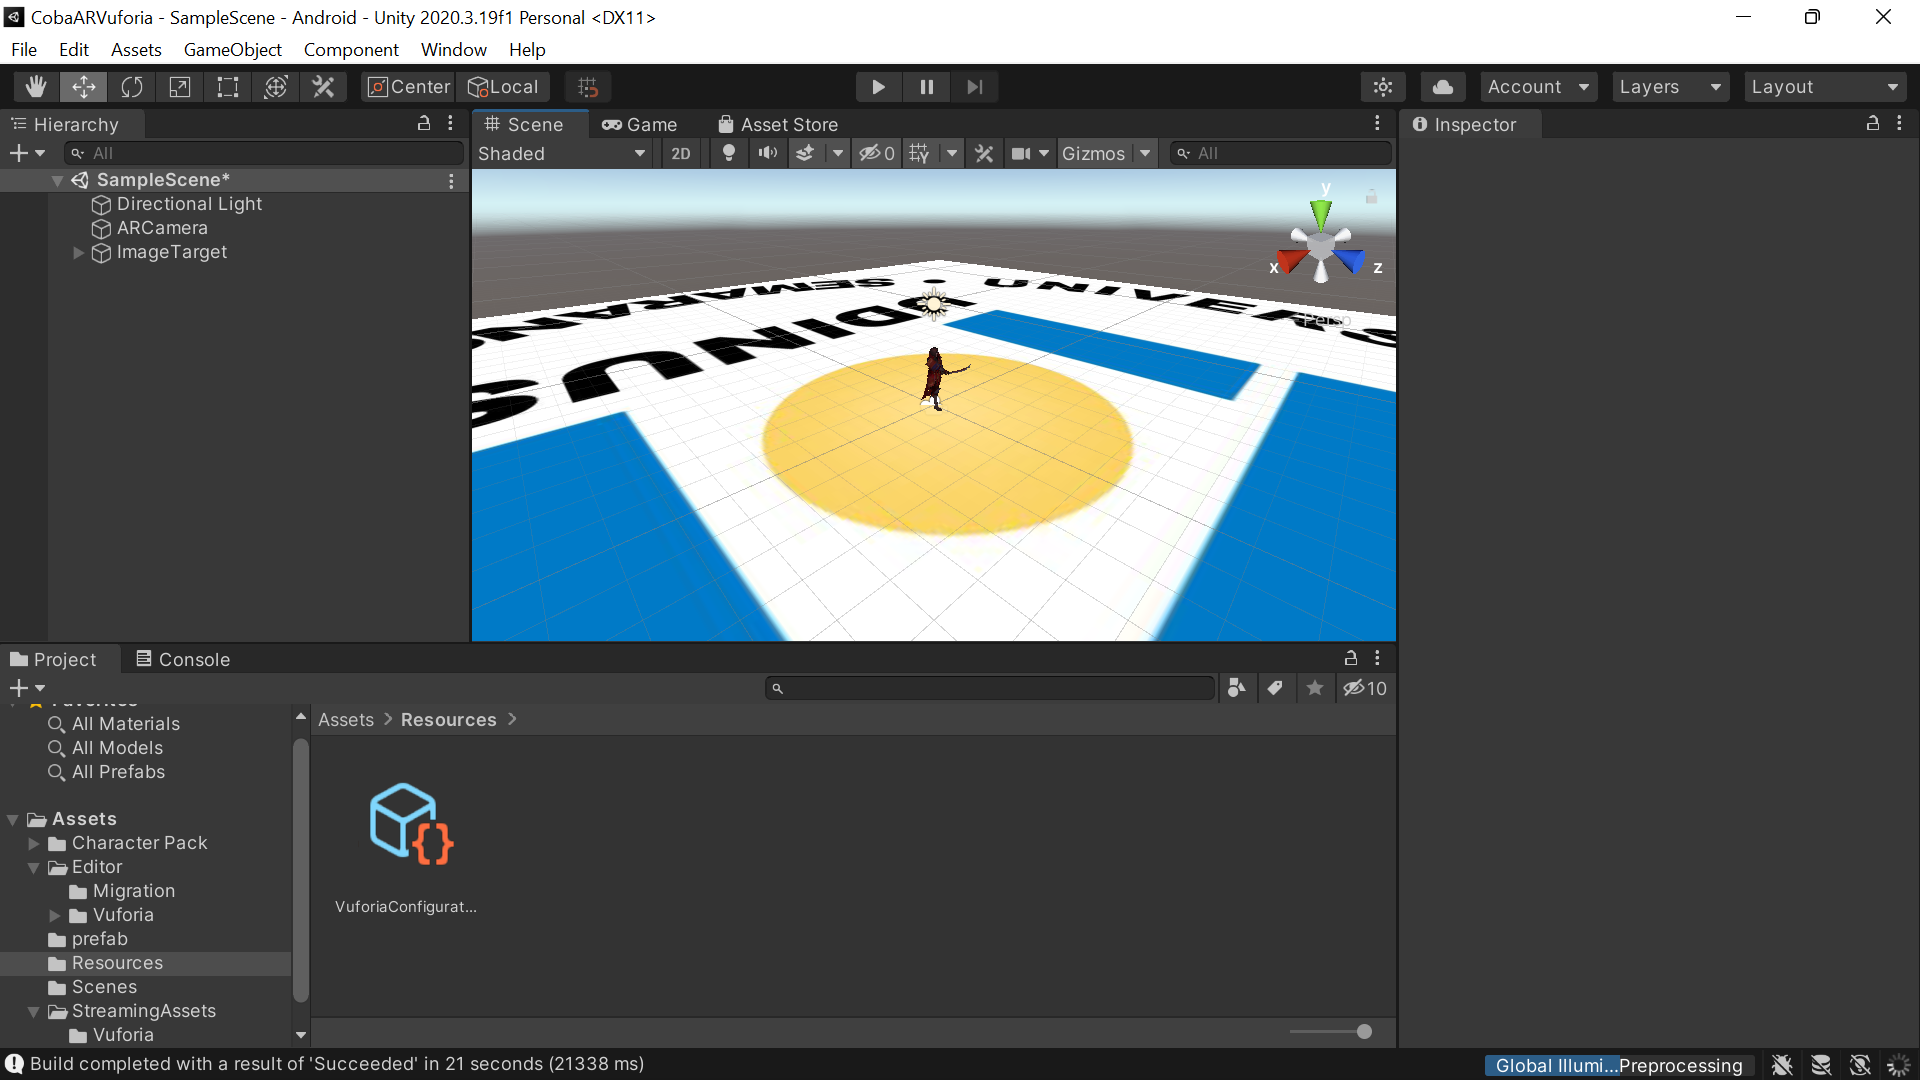 CobaARVuforia - SampleScene - Android - Unity 2020.3.19f1 Personal <DX11>
File Edit Assets GameObject Component Window Help
Center Local Account Layers Layout
Hierarchy
All
SampleScene*
Directional Light
ARCamera
ImageTarget
Scene Game Asset Store
Shaded 2D 0 Gizmos All
y
x z
Persp
SEMARANG • UNIVERS
UDINUS
Inspector
Project Console
10
Favorites
All Materials
All Models
All Prefabs
Assets
Character Pack
Editor
Migration
Vuforia
prefab
Resources
Scenes
StreamingAssets
Vuforia
Assets > Resources >
VuforiaConfigurat...
Build completed with a result of 'Succeeded' in 21 seconds (21338 ms)
Global Illumi...Preprocessing